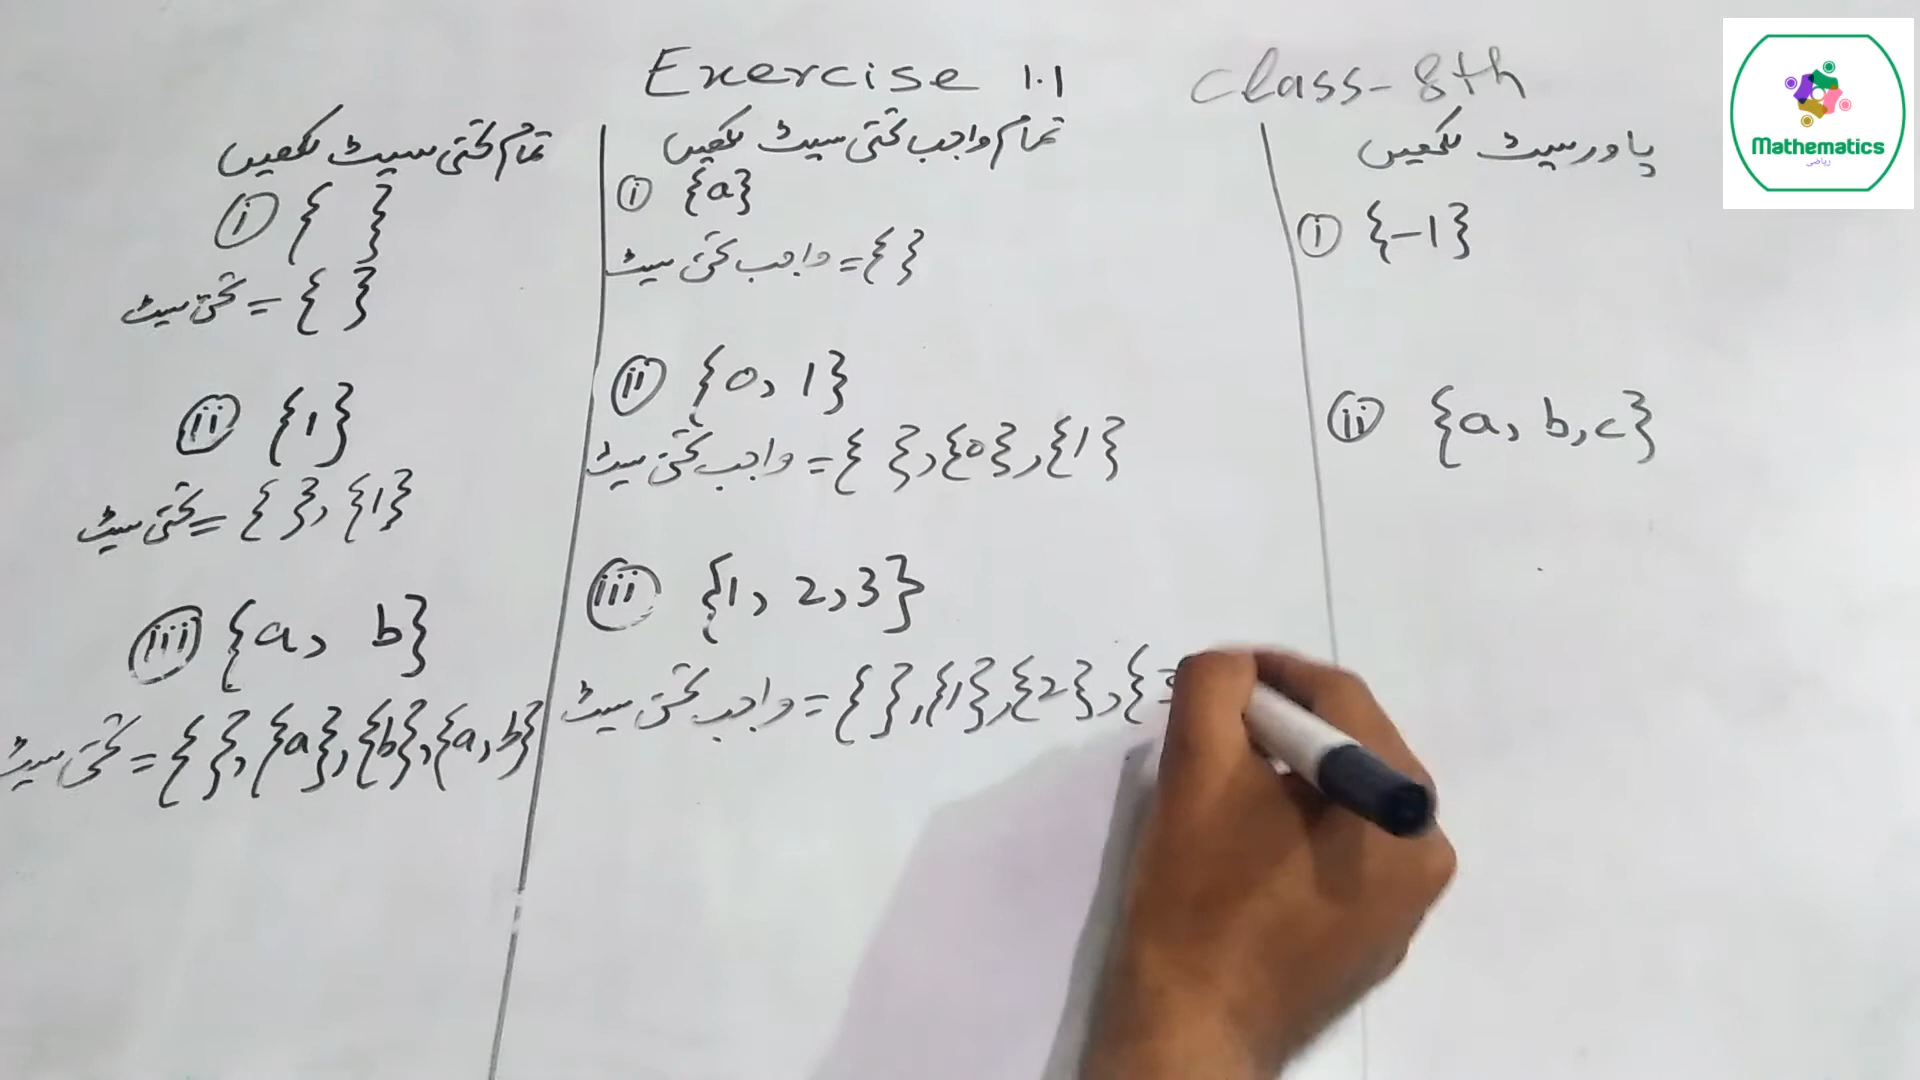 Exercise 1.1
Class-8th
Mathematics
ریاضی
تمام تحتی سیٹ لکھیں
(i) { }
تحتی سیٹ = { }
(ii) {1}
تحتی سیٹ = { }, {1}
(iii) {a, b}
تحتی سیٹ = { }, {a}, {b}, {a, b}
تمام واجب تحتی سیٹ لکھیں
(i) {a}
واجب تحتی سیٹ = { }
(ii) {0, 1}
واجب تحتی سیٹ = { }, {0}, {1}
(iii) {1, 2, 3}
واجب تحتی سیٹ = { }, {1}, {2}, {
پاور سیٹ لکھیں
(i) {-1}
(ii) {a, b, c}